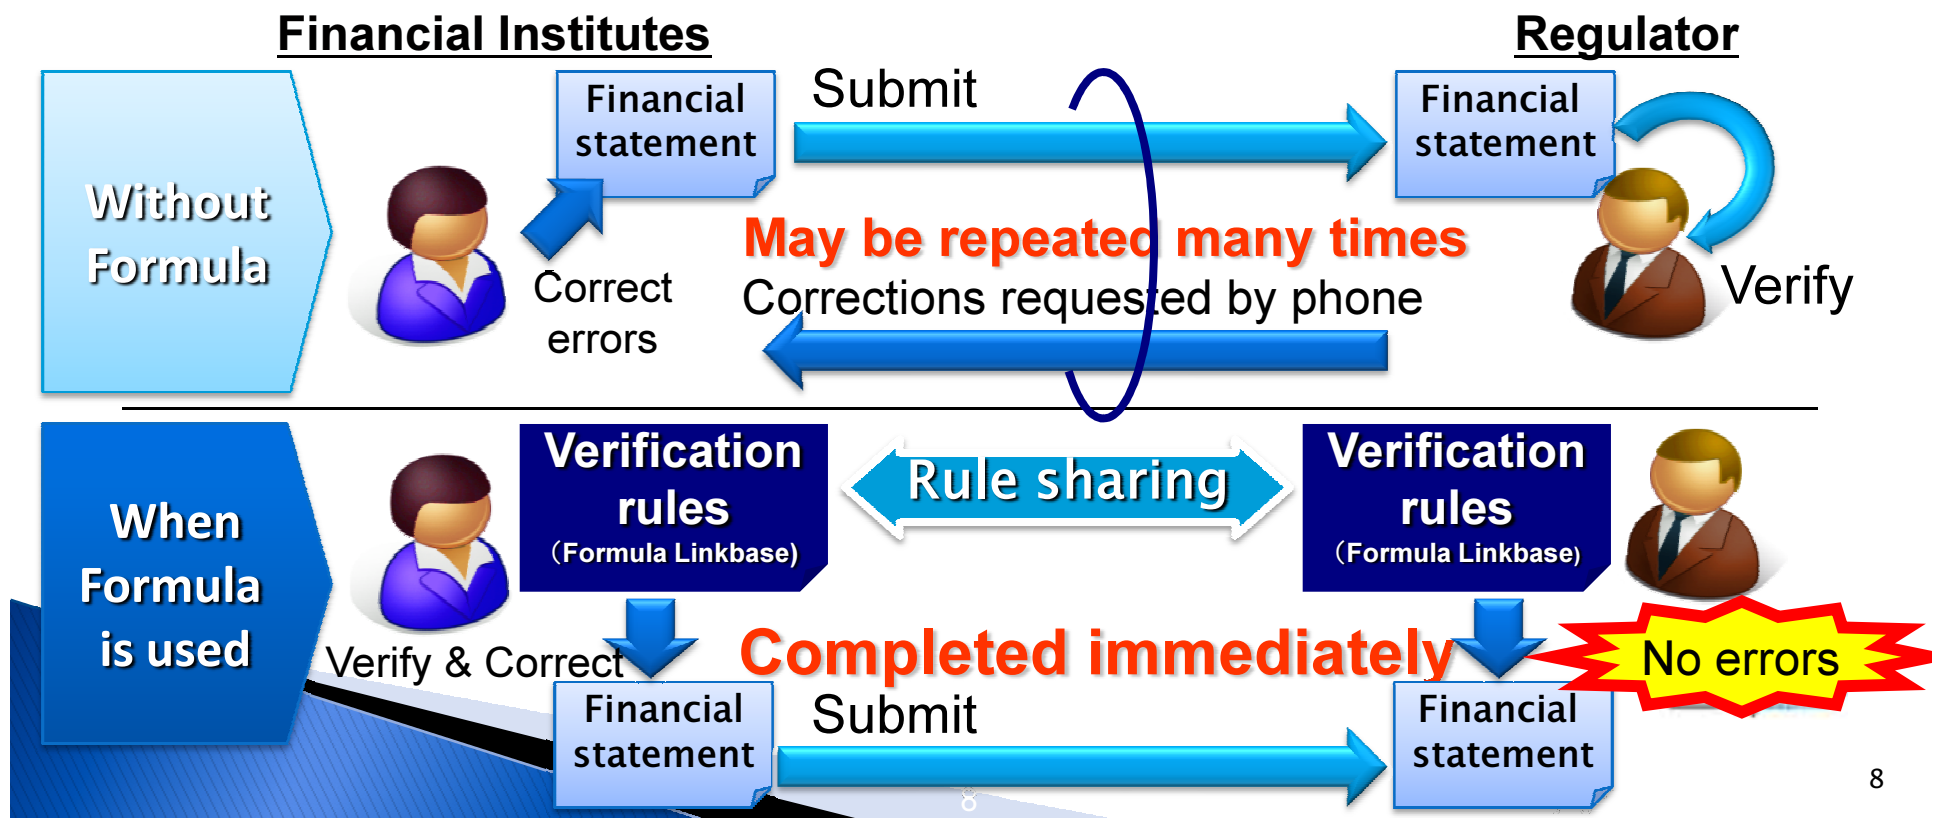 Financial Institutes
Regulator
Without
Formula
Financial
statement
Submit
Financial
statement
May be repeated many times
Corrections requested by phone
Correct
errors
Verify
When
Formula
is used
Verification
rules
（Formula Linkbase)
Rule sharing
Verification
rules
（Formula Linkbase)
Verify & Correct
Completed immediately
No errors
Financial
statement
Submit
Financial
statement
8
8